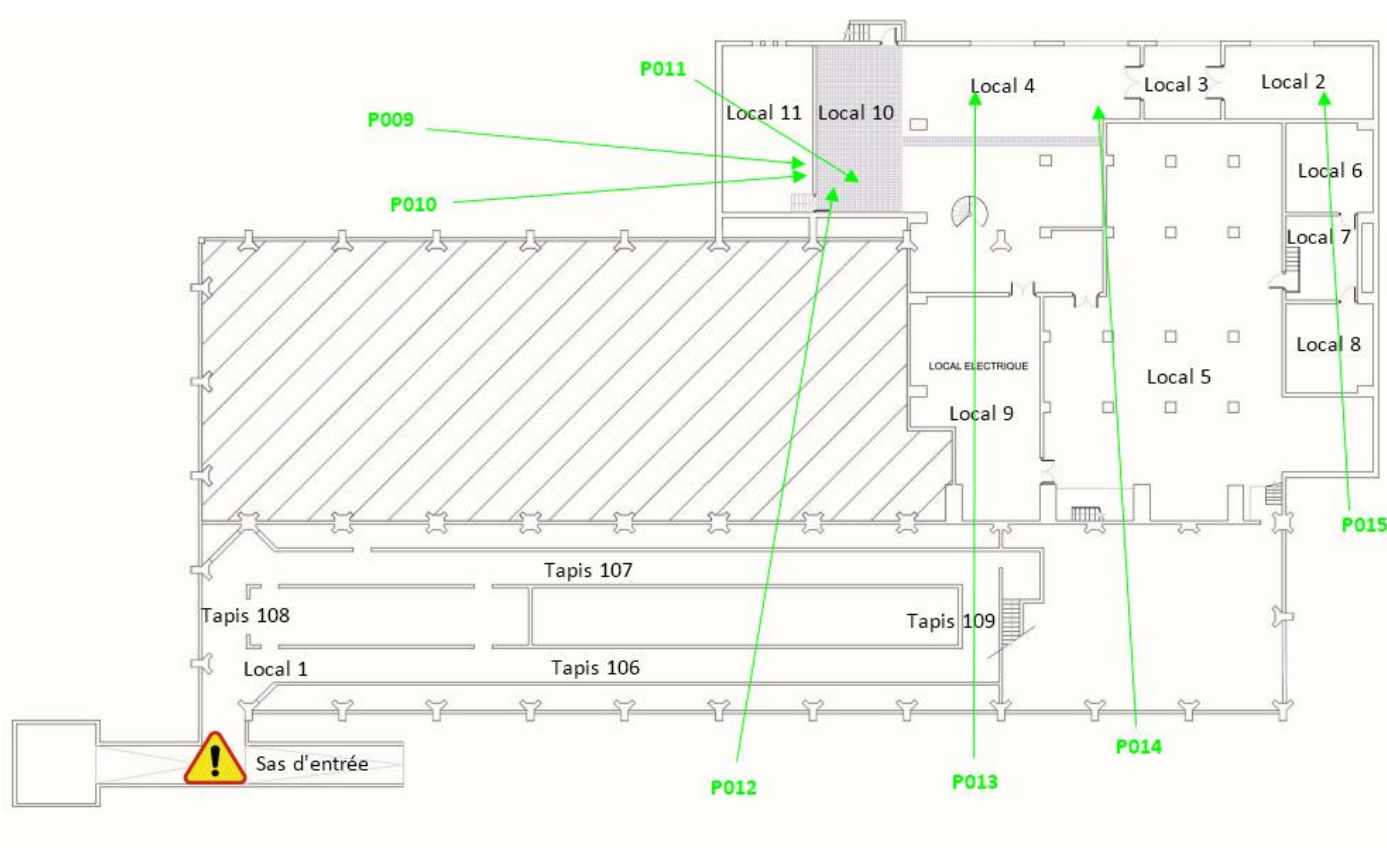 P011
Local 4
Local 3
Local 2
Local 11
Local 10
P009
Local 6
P010
Local 7
Local 8
LOCAL ELECTRIQUE
Local 5
Local 9
P015
Tapis 107
Tapis 108
Tapis 109
Local 1
Tapis 106
P014
!
Sas d'entrée
P012
P013